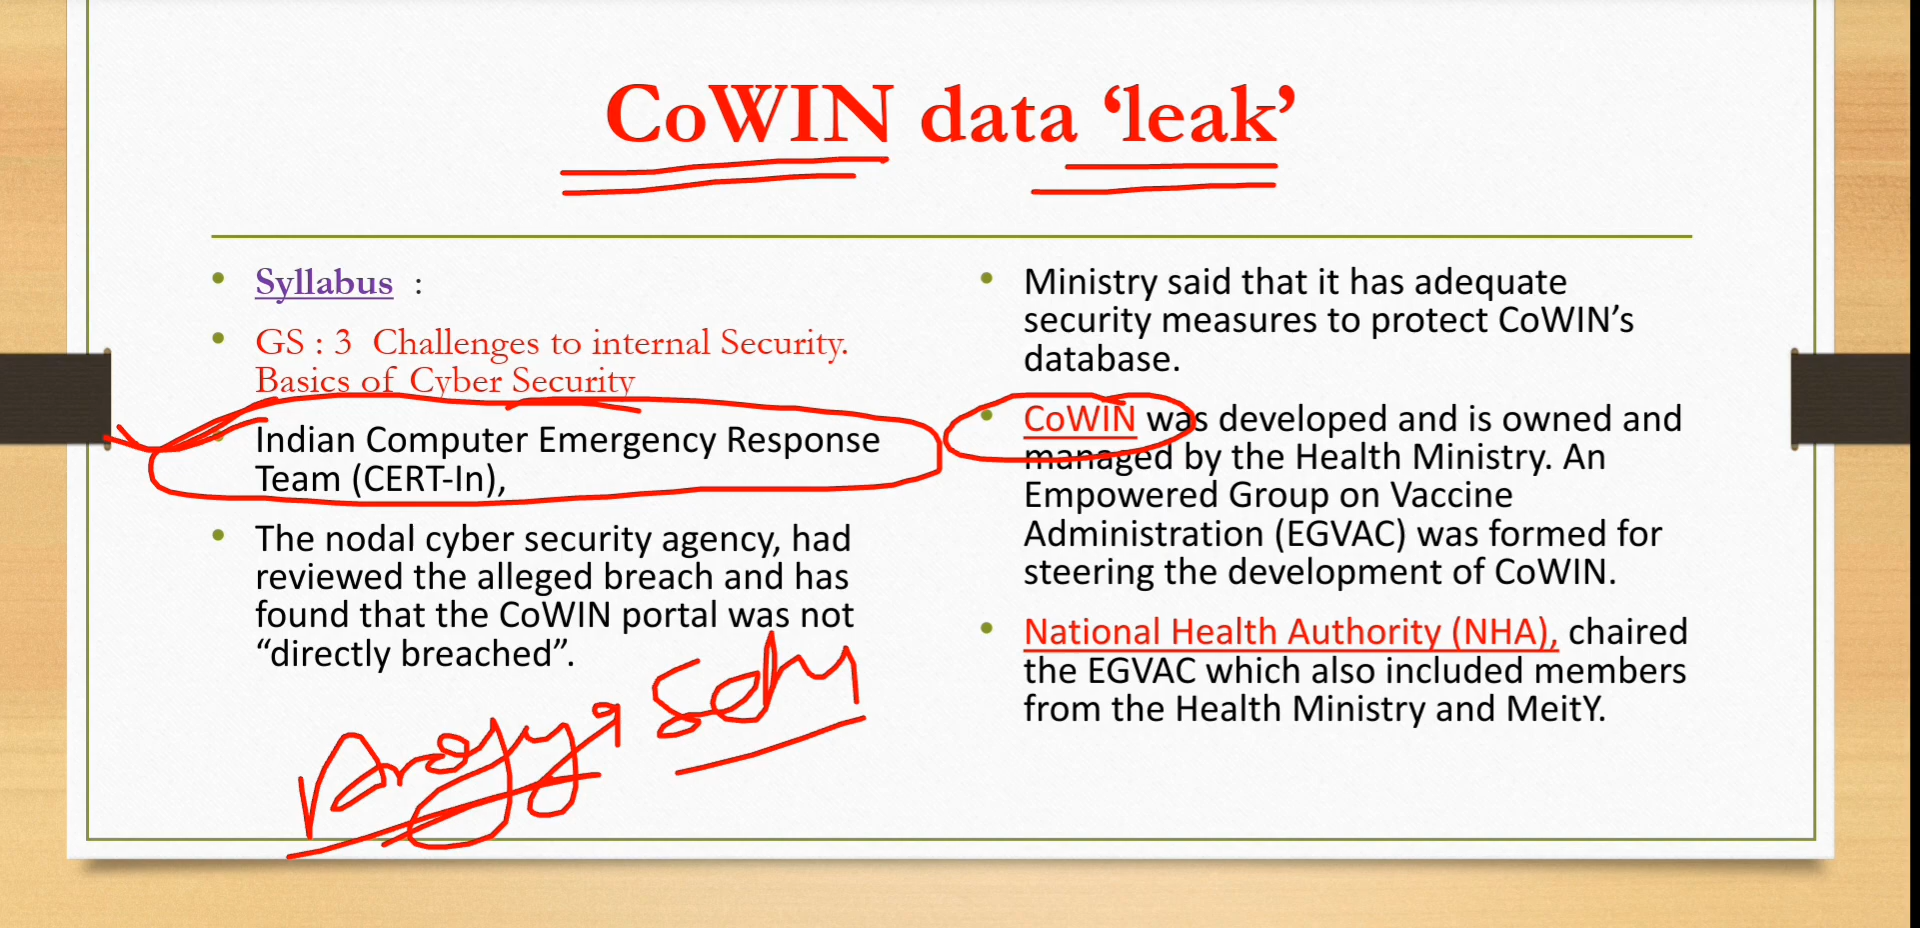 CoWIN data ‘leak’
Syllabus :
GS : 3 Challenges to internal Security.
Basics of Cyber Security
Indian Computer Emergency Response
Team (CERT-In),
The nodal cyber security agency, had
reviewed the alleged breach and has
found that the CoWIN portal was not
“directly breached”.
Ministry said that it has adequate
security measures to protect CoWIN’s
database.
CoWIN was developed and is owned and
managed by the Health Ministry. An
Empowered Group on Vaccine
Administration (EGVAC) was formed for
steering the development of CoWIN.
National Health Authority (NHA), chaired
the EGVAC which also included members
from the Health Ministry and MeitY.